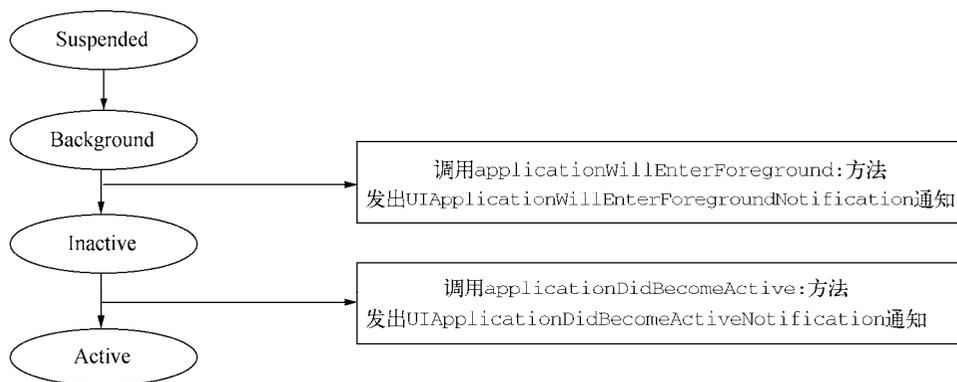 Suspended
Background
调用applicationWillEnterForeground:方法
发出UIApplicationWillEnterForegroundNotification通知
Inactive
调用applicationDidBecomeActive:方法
发出UIApplicationDidBecomeActiveNotification通知
Active